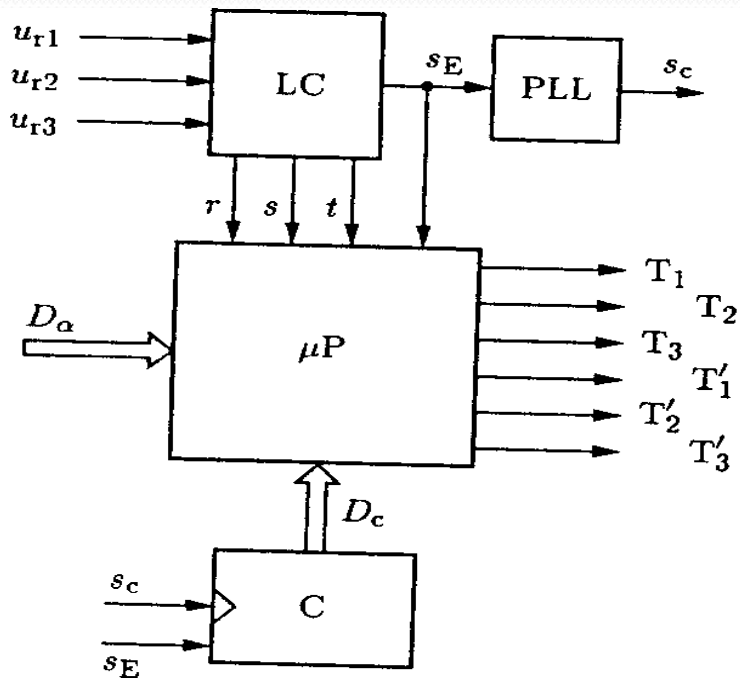 u_r1
u_r2
u_r3
LC
s_E
PLL
s_c
r s t
D_α
μP
T_1
T_2
T_3
T′_1
T′_2
T′_3
D_c
s_c
s_E
C